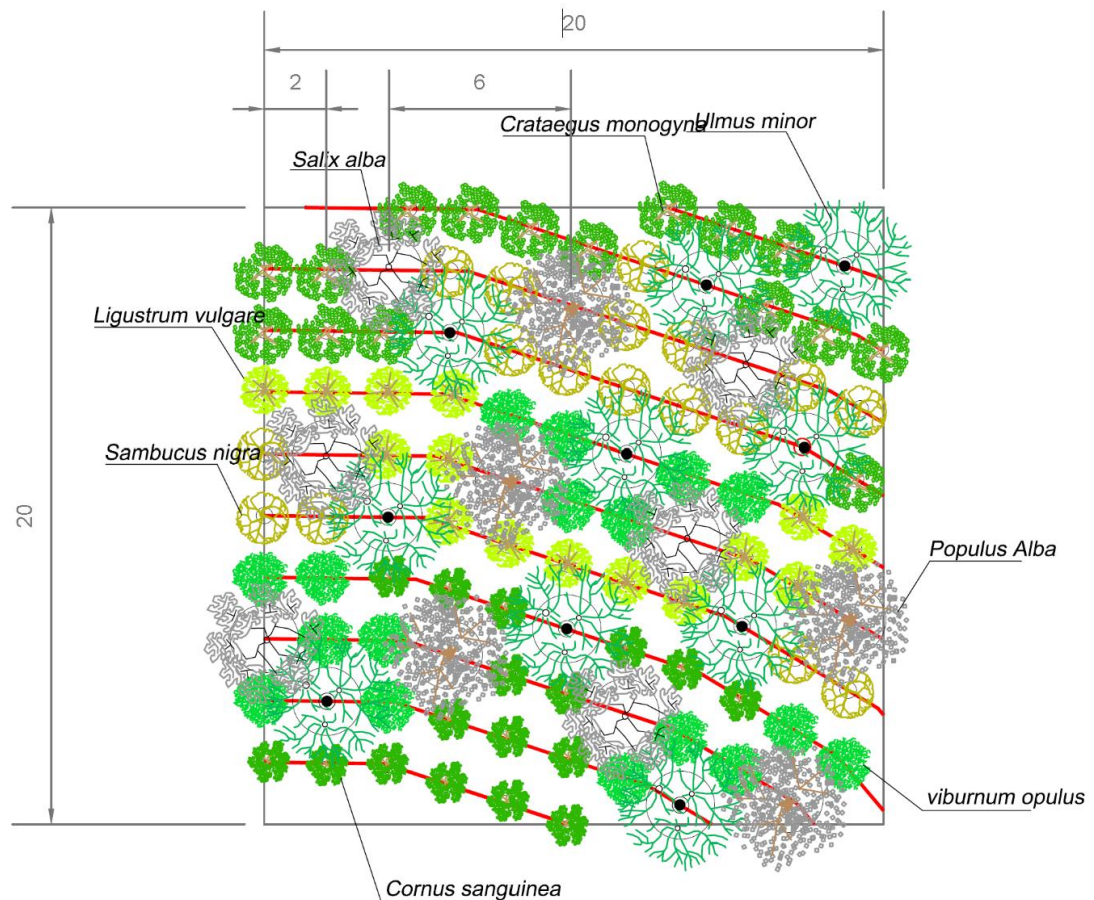 20
2
6
Crataegus monogyna
Ulmus minor
Salix alba
Ligustrum vulgare
Sambucus nigra
20
Populus Alba
viburnum opulus
Cornus sanguinea